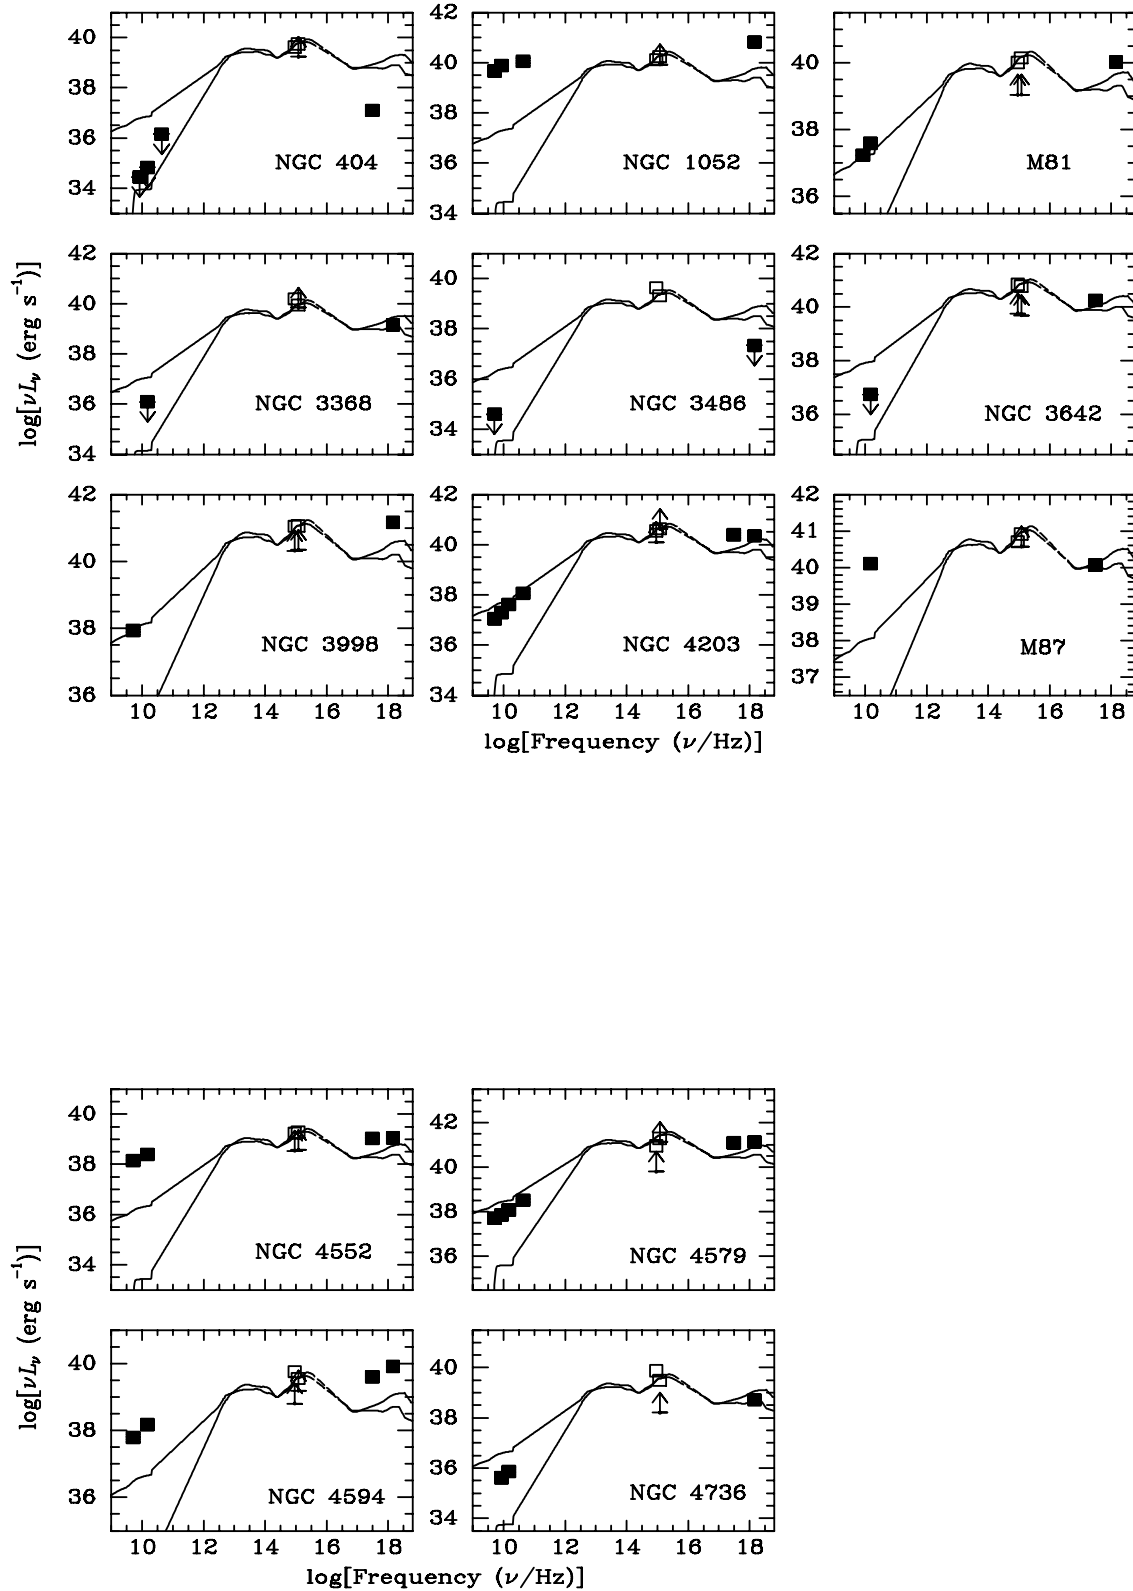 40
38
36
34
NGC 404
42
40
38
36
34
NGC 1052
40
38
36
M81
log[νLν (erg s⁻¹)]
42
40
38
36
34
NGC 3368
40
38
36
34
NGC 3486
42
40
38
36
NGC 3642
42
40
38
36
NGC 3998
42
40
38
36
34
NGC 4203
42
41
40
39
38
37
M87
10 12 14 16 18
10 12 14 16 18
10 12 14 16 18
log[Frequency (ν/Hz)]
log[νLν (erg s⁻¹)]
40
38
36
34
NGC 4552
42
40
38
36
NGC 4579
40
38
36
NGC 4594
40
38
36
34
NGC 4736
10 12 14 16 18
10 12 14 16 18
log[Frequency (ν/Hz)]